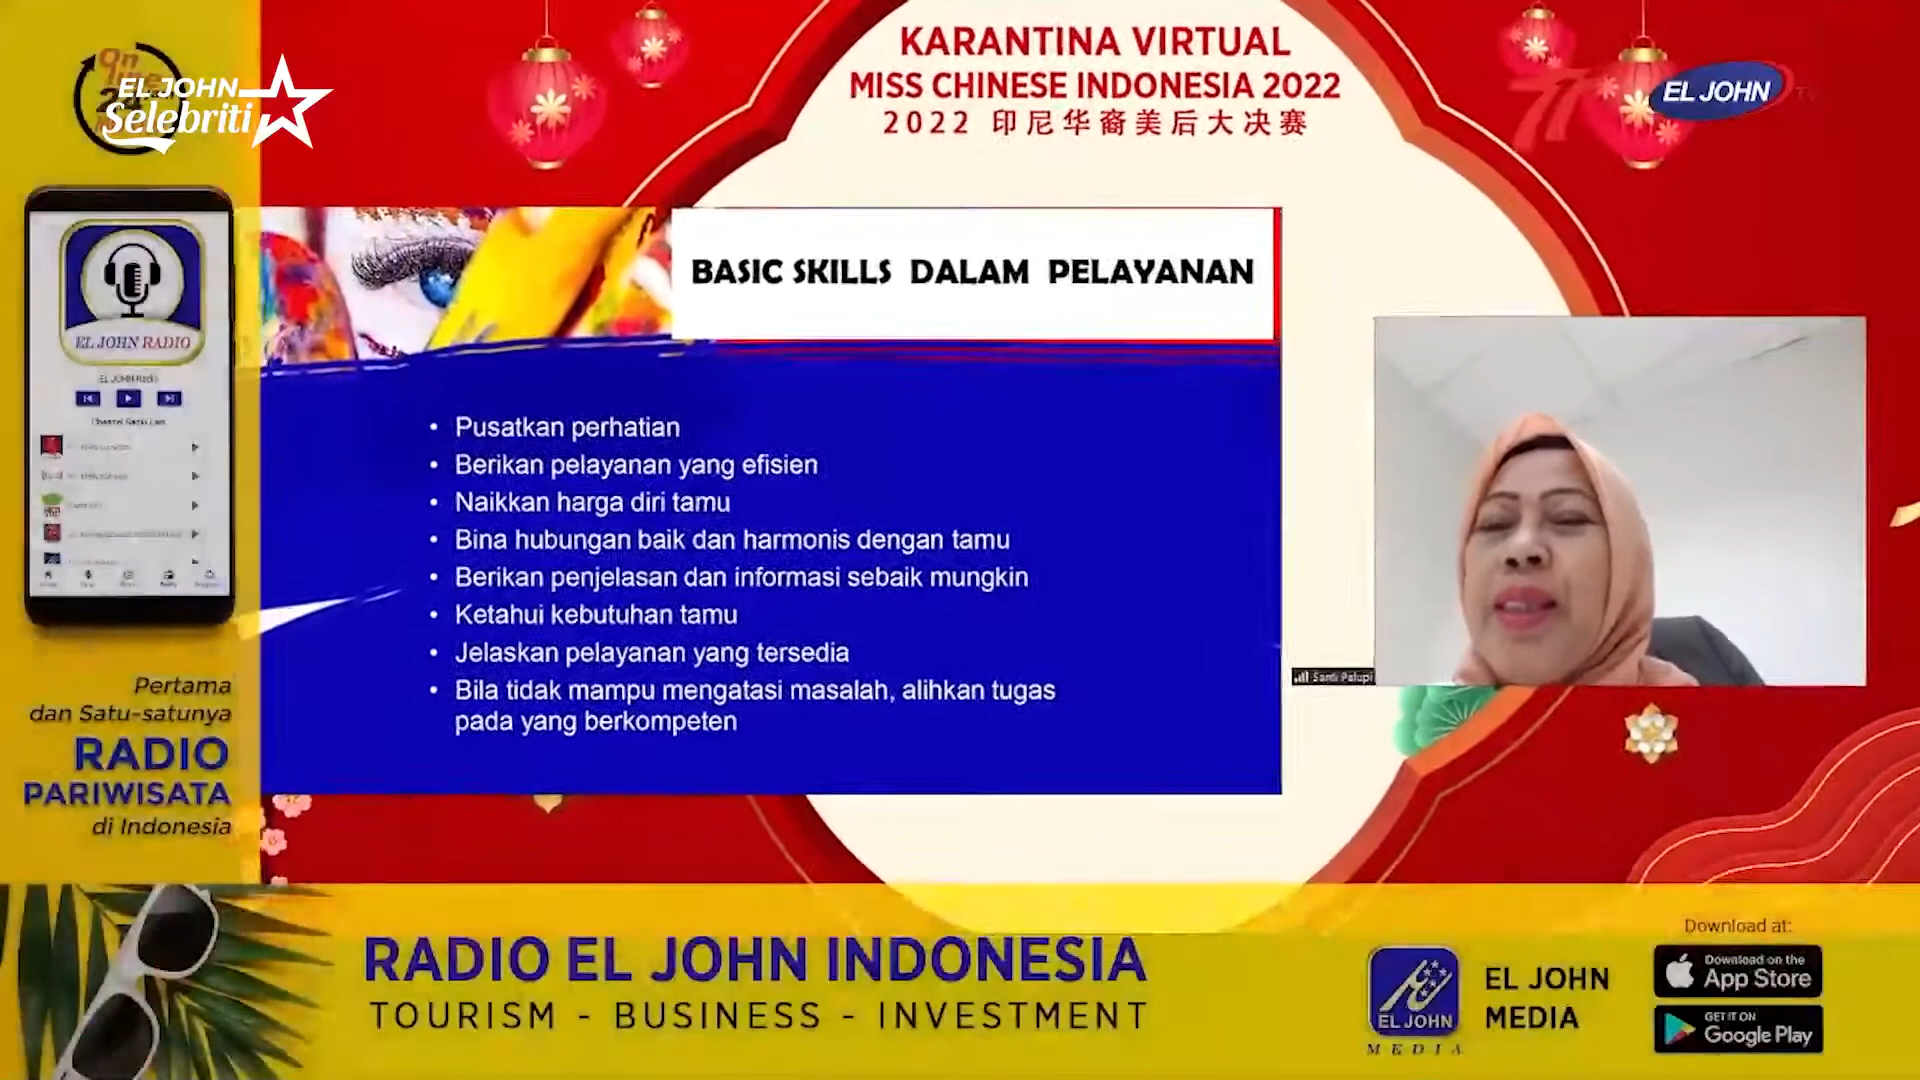 EL JOHN
Selebriti
KARANTINA VIRTUAL
MISS CHINESE INDONESIA 2022
2022 印尼华裔美后大决赛
77
EL JOHN
TV
EL JOHN RADIO
EL JOHN Radio
BASIC SKILLS DALAM PELAYANAN
• Pusatkan perhatian
• Berikan pelayanan yang efisien
• Naikkan harga diri tamu
• Bina hubungan baik dan harmonis dengan tamu
• Berikan penjelasan dan informasi sebaik mungkin
• Ketahui kebutuhan tamu
• Jelaskan pelayanan yang tersedia
• Bila tidak mampu mengatasi masalah, alihkan tugas
pada yang berkompeten
Santi Palupi
Pertama
dan Satu-satunya
RADIO
PARIWISATA
di Indonesia
RADIO EL JOHN INDONESIA
TOURISM - BUSINESS - INVESTMENT
EL JOHN
MEDIA
EL JOHN
MEDIA
Download at:
Download on the
App Store
GET IT ON
Google Play